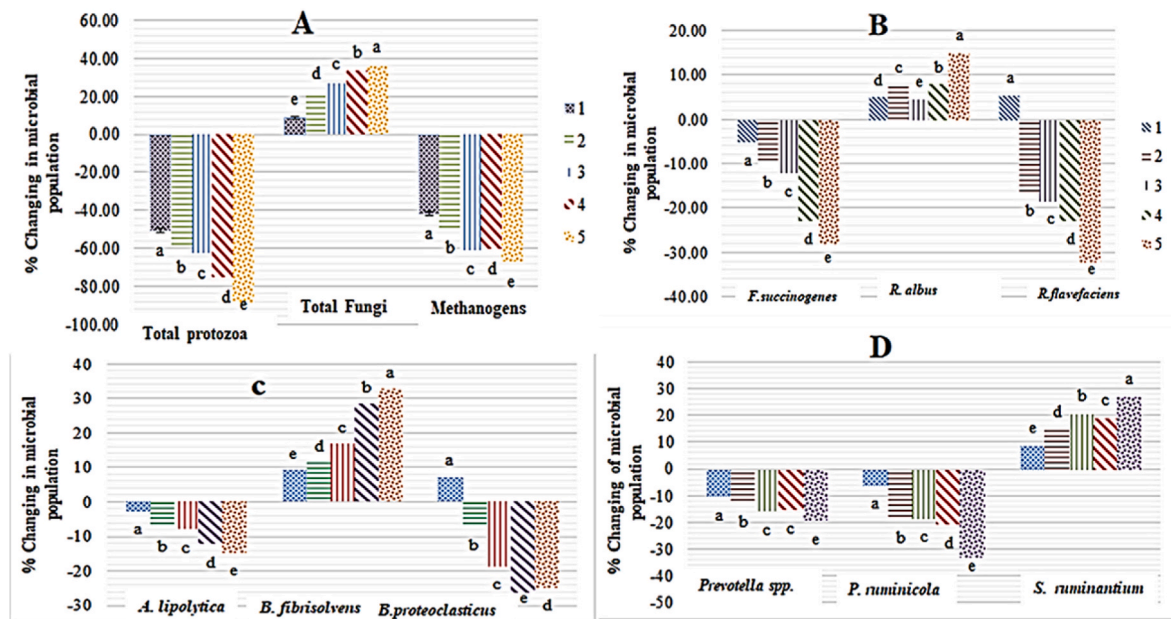 A
% Changing in microbial
population
60.00
40.00
20.00
0.00
-20.00
-40.00
-60.00
-80.00
-100.00
e d c b a
a b c d e
a b c d e
Total protozoa
Total Fungi
Methanogens
1
2
3
4
5
B
% Changing in microbial
population
20.00
10.00
0.00
-10.00
-20.00
-30.00
-40.00
a b c d e
d c e b a
a b c d e
F.succinogenes
R. albus
R.flavefaciens
1
2
3
4
5
c
% Changing in microbial
population
40
30
20
10
0
-10
-20
-30
a b c d e
e d c b a
a b c e d
A. lipolytica
B. fibrisolvens
B.proteoclasticus
D
% Changing of microbial
population
40
30
20
10
0
-10
-20
-30
-40
-50
a b c c e
a b c d e
e d b c a
Prevotella spp.
P. ruminicola
S. ruminantium